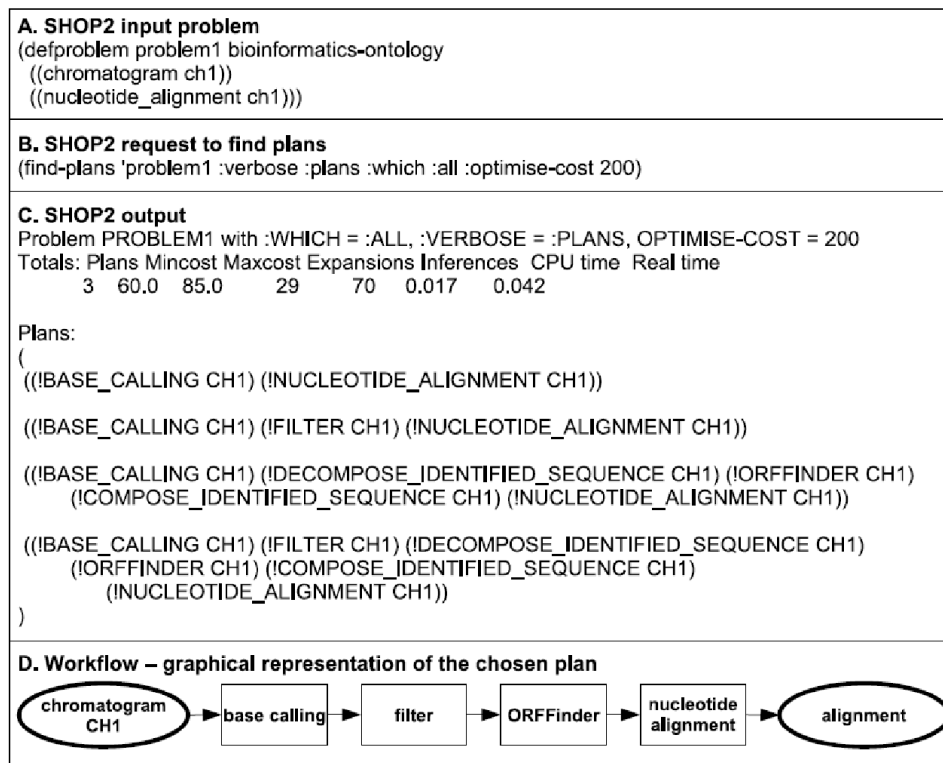 A. SHOP2 input problem
(defproblem problem1 bioinformatics-ontology
((chromatogram ch1))
((nucleotide_alignment ch1)))
B. SHOP2 request to find plans
(find-plans 'problem1 :verbose :plans :which :all :optimise-cost 200)
C. SHOP2 output
Problem PROBLEM1 with :WHICH = :ALL, :VERBOSE = :PLANS, OPTIMISE-COST = 200
Totals: Plans Mincost Maxcost Expansions Inferences CPU time Real time
3 60.0 85.0 29 70 0.017 0.042
Plans:
(
((!BASE_CALLING CH1) (!NUCLEOTIDE_ALIGNMENT CH1))
((!BASE_CALLING CH1) (!FILTER CH1) (!NUCLEOTIDE_ALIGNMENT CH1))
((!BASE_CALLING CH1) (!DECOMPOSE_IDENTIFIED_SEQUENCE CH1) (!ORFFINDER CH1)
(!COMPOSE_IDENTIFIED_SEQUENCE CH1) (!NUCLEOTIDE_ALIGNMENT CH1))
((!BASE_CALLING CH1) (!FILTER CH1) (!DECOMPOSE_IDENTIFIED_SEQUENCE CH1)
(!ORFFINDER CH1) (!COMPOSE_IDENTIFIED_SEQUENCE CH1)
(!NUCLEOTIDE_ALIGNMENT CH1))
)
D. Workflow – graphical representation of the chosen plan
chromatogram
CH1
base calling
filter
ORFFinder
nucleotide
alignment
alignment